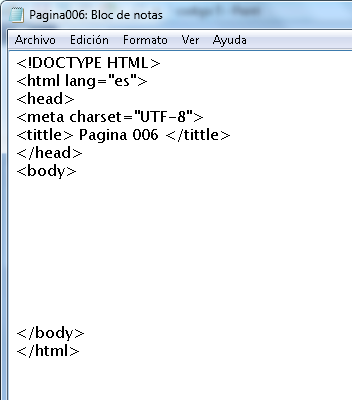 Pagina006: Bloc de notas
Archivo Edición Formato Ver Ayuda
<!DOCTYPE HTML>
<html lang="es">
<head>
<meta charset="UTF-8">
<tittle> Pagina 006 </tittle>
</head>
<body>
</body>
</html>